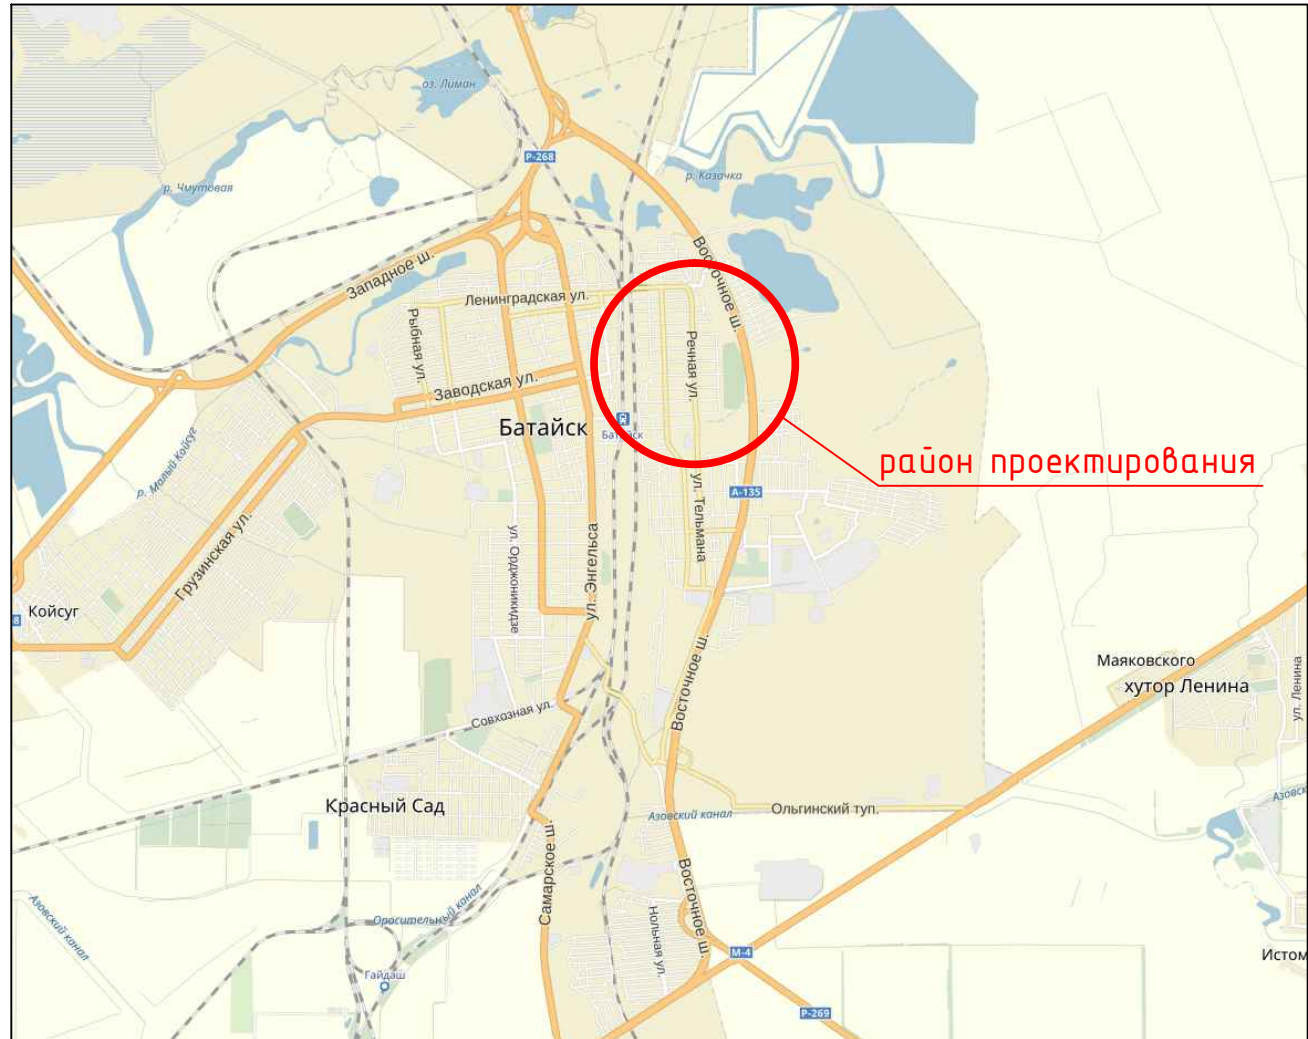 оз. Лиман
Р-268
р. Чмутовая
р. Казачка
Восточное ш.
Западное ш.
Ленинградская ул.
Рыбная ул.
Речная ул.
Заводская ул.
Батайск
Батайск
район проектирования
р. Малый Койсуг
А-135
ул. Тельмана
Грузинская ул.
ул. Орджоникидзе
ул. Энгельса
Койсуг
Восточное ш.
Маяковского
хутор Ленина
ул. Ленина
Совхозная ул.
Красный Сад
Азовский канал
Ольгинский туп.
Самарское ш.
Восточное ш.
Оросительный канал
Азовский канал
Нольная ул.
М-4
Гайдаш
Р-269